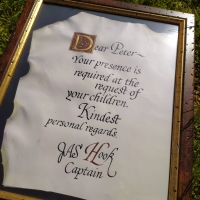 Dear Peter~
Your presence is
required at the
request of
your children.
Kindest
personal regards.
JAS Hook
Captain